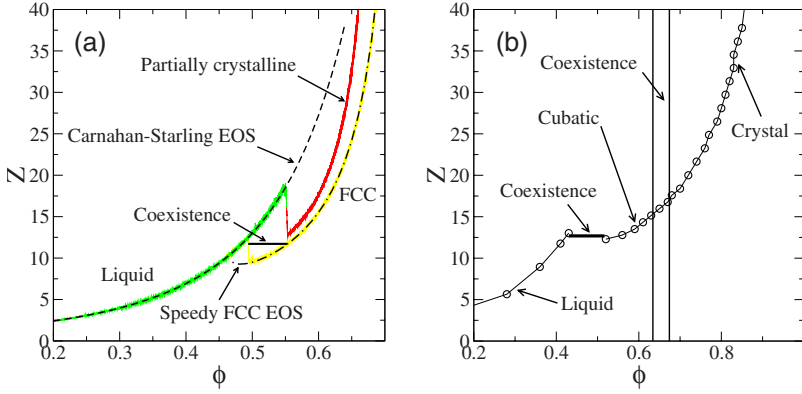 (a)
Partially crystalline
Carnahan-Starling EOS
FCC
Coexistence
Liquid
Speedy FCC EOS
Z
40
35
30
25
20
15
10
5
0
0.2
0.3
0.4
0.5
0.6
ϕ
(b)
Coexistence
Cubatic
Crystal
Coexistence
Liquid
Z
40
35
30
25
20
15
10
5
0
0.2
0.4
0.6
0.8
ϕ